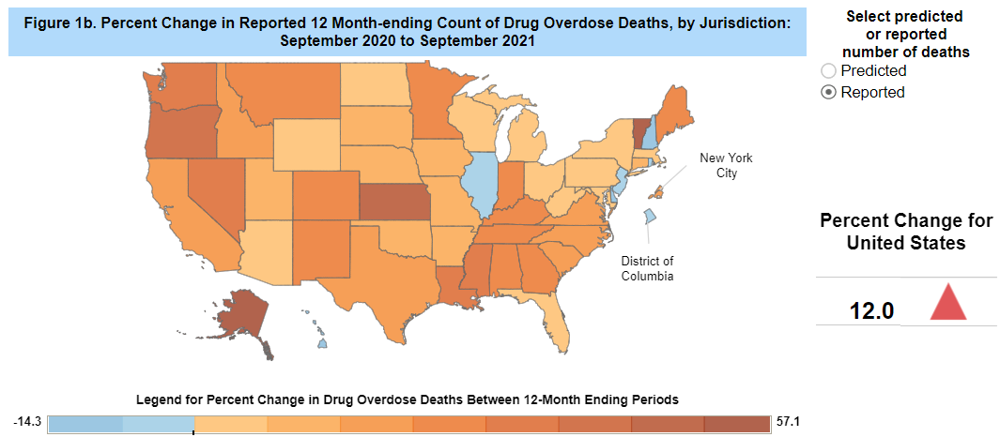 Figure 1b. Percent Change in Reported 12 Month-ending Count of Drug Overdose Deaths, by Jurisdiction:
September 2020 to September 2021
Select predicted
or reported
number of deaths
Predicted
Reported
New York
City
District of
Columbia
Percent Change for
United States
12.0
Legend for Percent Change in Drug Overdose Deaths Between 12-Month Ending Periods
-14.3
57.1